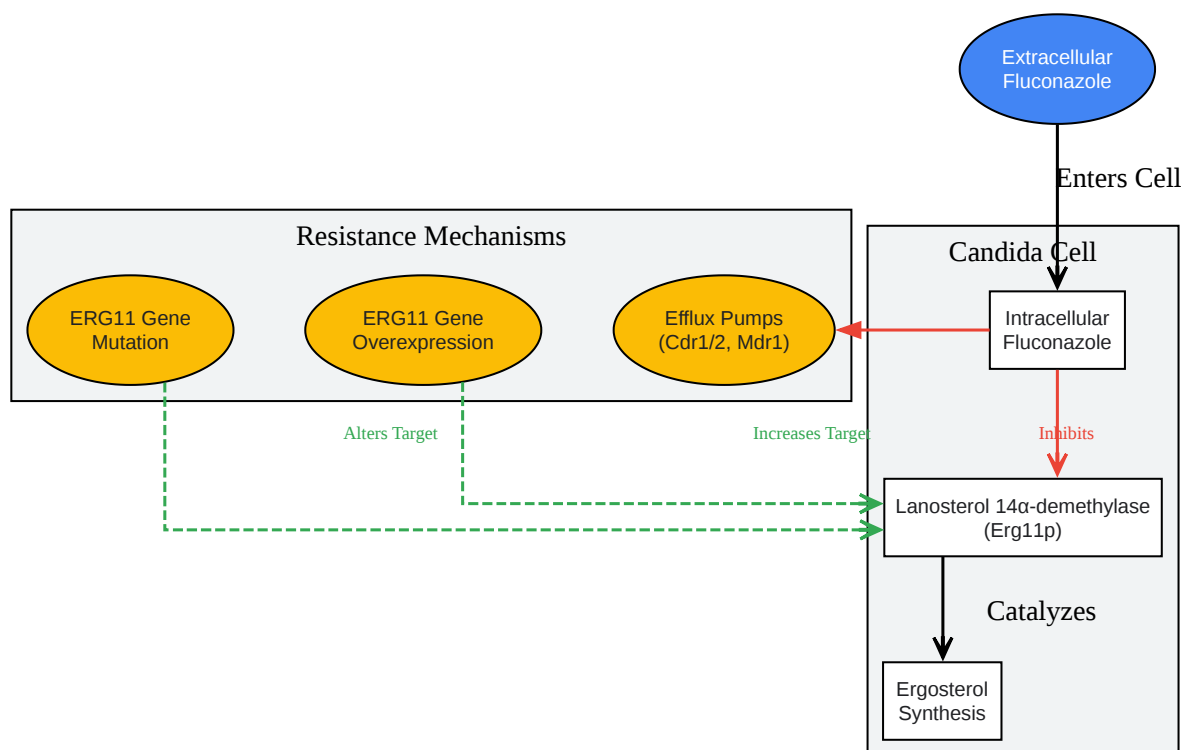 Extracellular
Fluconazole
Enters Cell
Resistance Mechanisms
Candida Cell
ERG11 Gene
Mutation
ERG11 Gene
Overexpression
Efflux Pumps
(Cdr1/2, Mdr1)
Intracellular
Fluconazole
Alters Target
Increases Target
Inhibits
Lanosterol 14α-demethylase
(Erg11p)
Catalyzes
Ergosterol
Synthesis